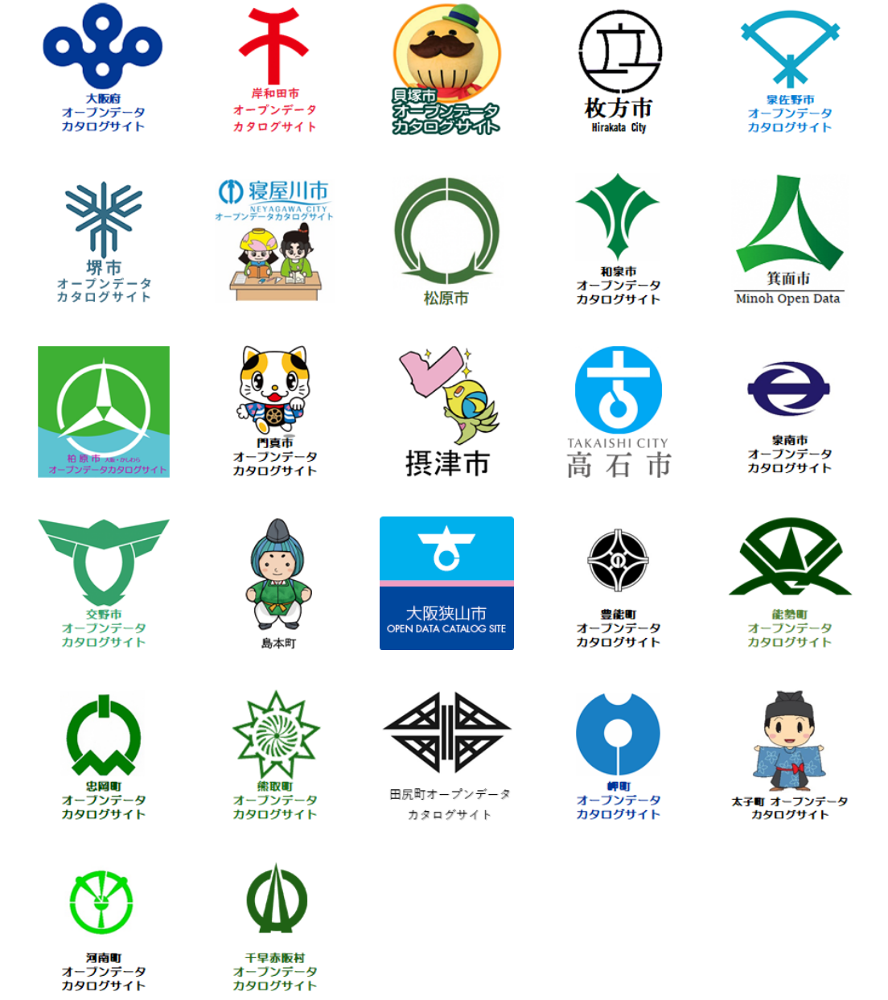 大阪府
オープンデータ
カタログサイト
岸和田市
オープンデータ
カタログサイト
貝塚市
オープンデータ
カタログサイト
枚方市
Hirakata City
泉佐野市
オープンデータ
カタログサイト
堺市
オープンデータ
カタログサイト
寝屋川市
NEYAGAWA CITY
オープンデータカタログサイト
松原市
和泉市
オープンデータ
カタログサイト
箕面市
Minoh Open Data
柏原市 大阪・かしわら
オープンデータカタログサイト
門真市
オープンデータ
カタログサイト
摂津市
TAKAISHI CITY
高石市
泉南市
オープンデータ
カタログサイト
交野市
オープンデータ
カタログサイト
島本町
大阪狭山市
OPEN DATA CATALOG SITE
豊能町
オープンデータ
カタログサイト
能勢町
オープンデータ
カタログサイト
忠岡町
オープンデータ
カタログサイト
熊取町
オープンデータ
カタログサイト
田尻町オープンデータ
カタログサイト
岬町
オープンデータ
カタログサイト
太子町 オープンデータ
カタログサイト
河南町
オープンデータ
カタログサイト
千早赤阪村
オープンデータ
カタログサイト